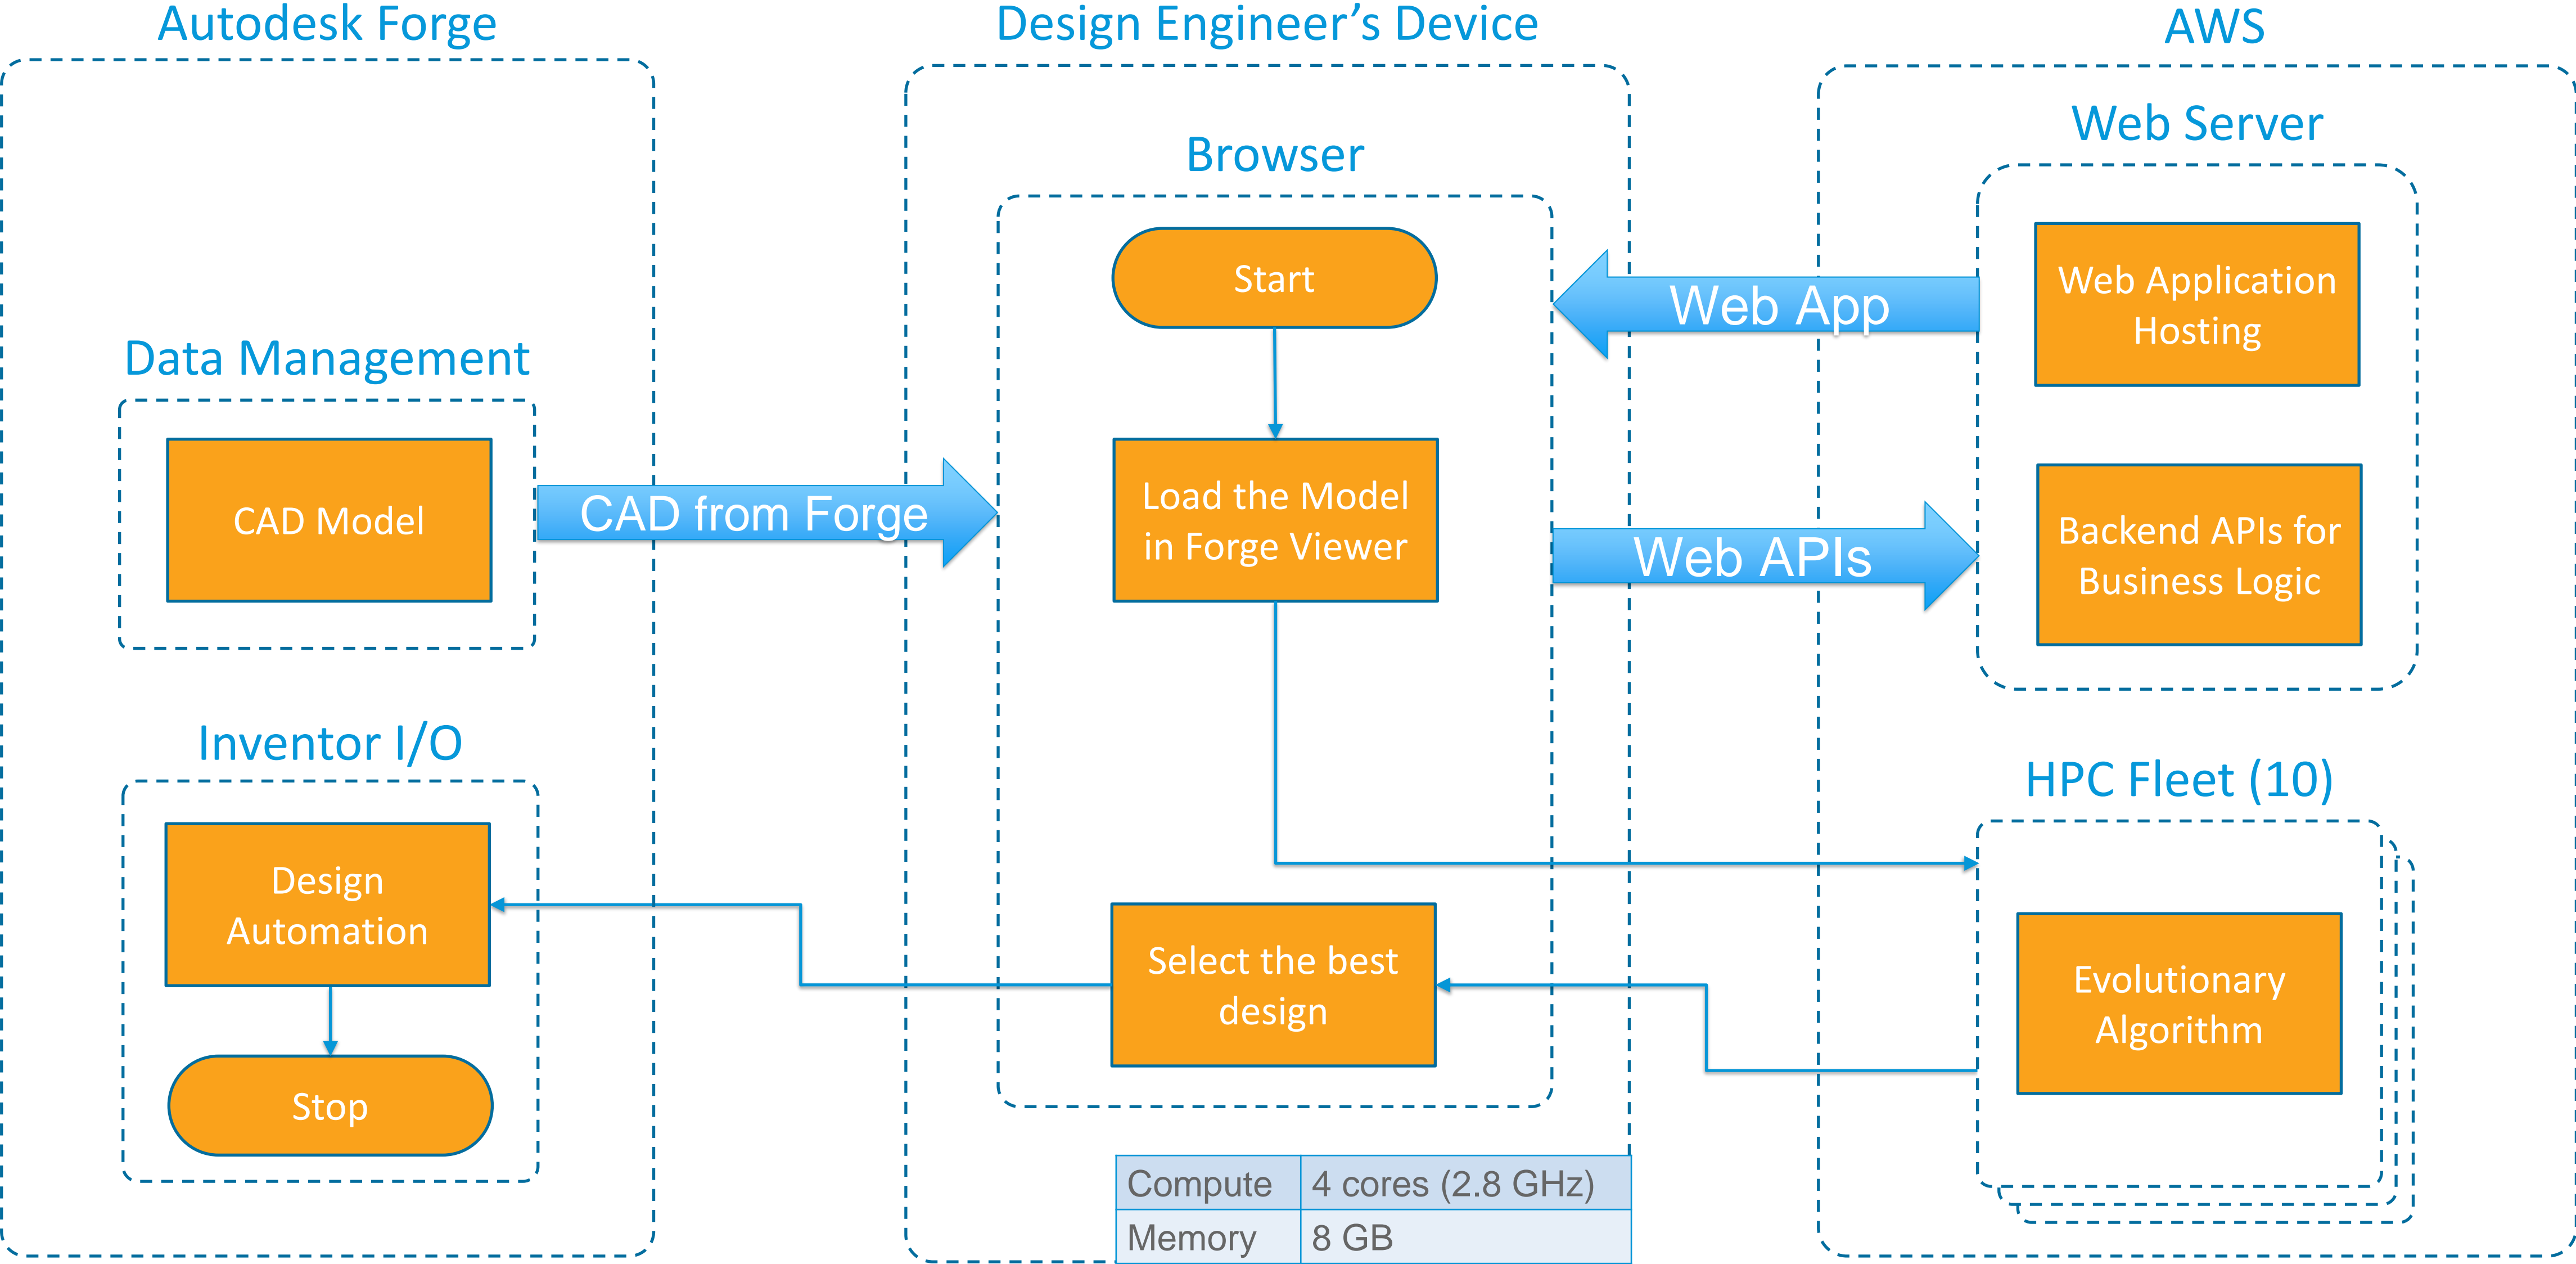 Autodesk Forge
Data Management
CAD Model
Inventor I/O
Design
Automation
Stop
CAD from Forge
Design Engineer’s Device
Browser
Start
Load the Model
in Forge Viewer
Select the best
design
Compute 4 cores (2.8 GHz)
Memory 8 GB
Web App
Web APIs
AWS
Web Server
Web Application
Hosting
Backend APIs for
Business Logic
HPC Fleet (10)
Evolutionary
Algorithm